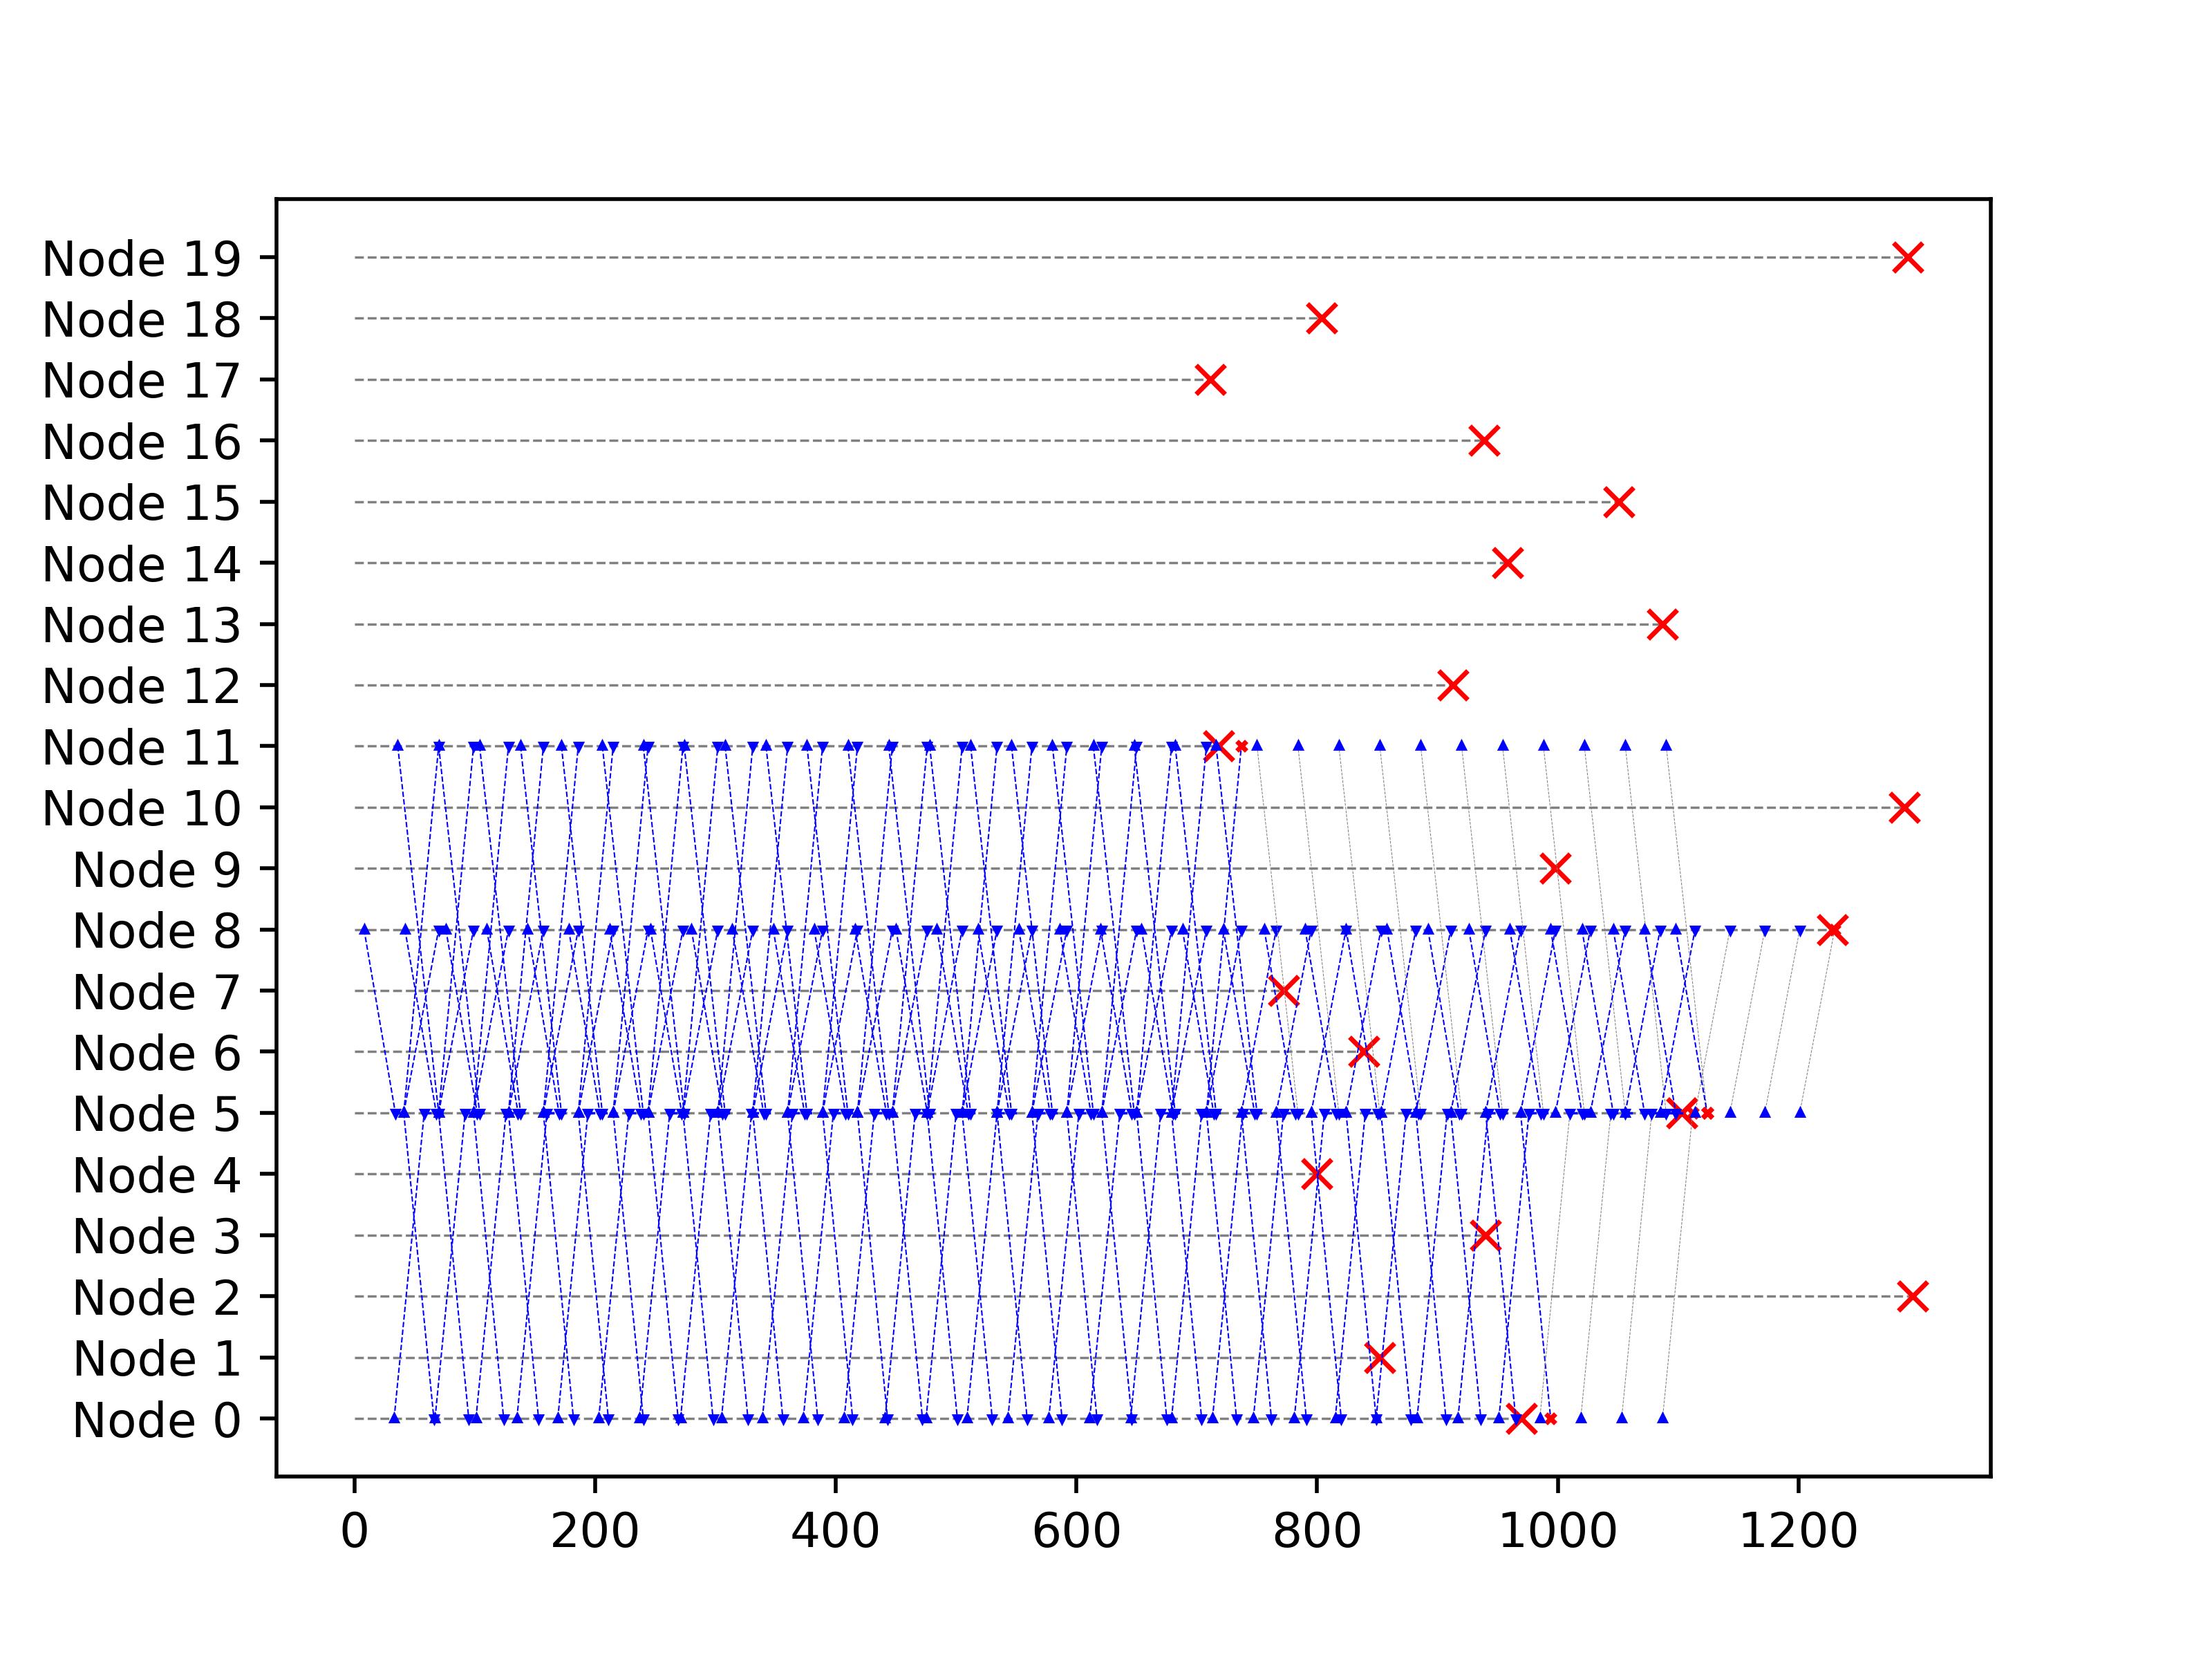 Node 19
Node 18
Node 17
Node 16
Node 15
Node 14
Node 13
Node 12
Node 11
Node 10
Node 9
Node 8
Node 7
Node 6
Node 5
Node 4
Node 3
Node 2
Node 1
Node 0
0 200 400 600 800 1000 1200